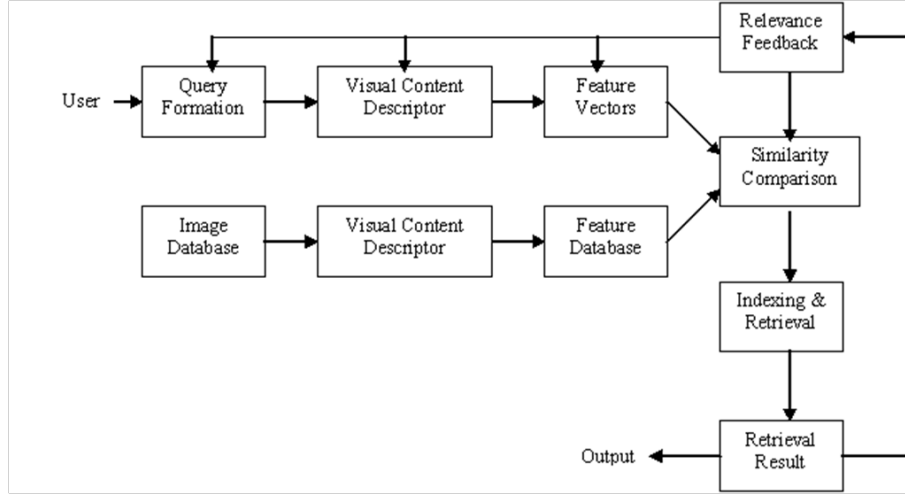 Relevance
Feedback
User
Query
Formation
Visual Content
Descriptor
Feature
Vectors
Similarity
Comparison
Image
Database
Visual Content
Descriptor
Feature
Database
Indexing &
Retrieval
Output
Retrieval
Result